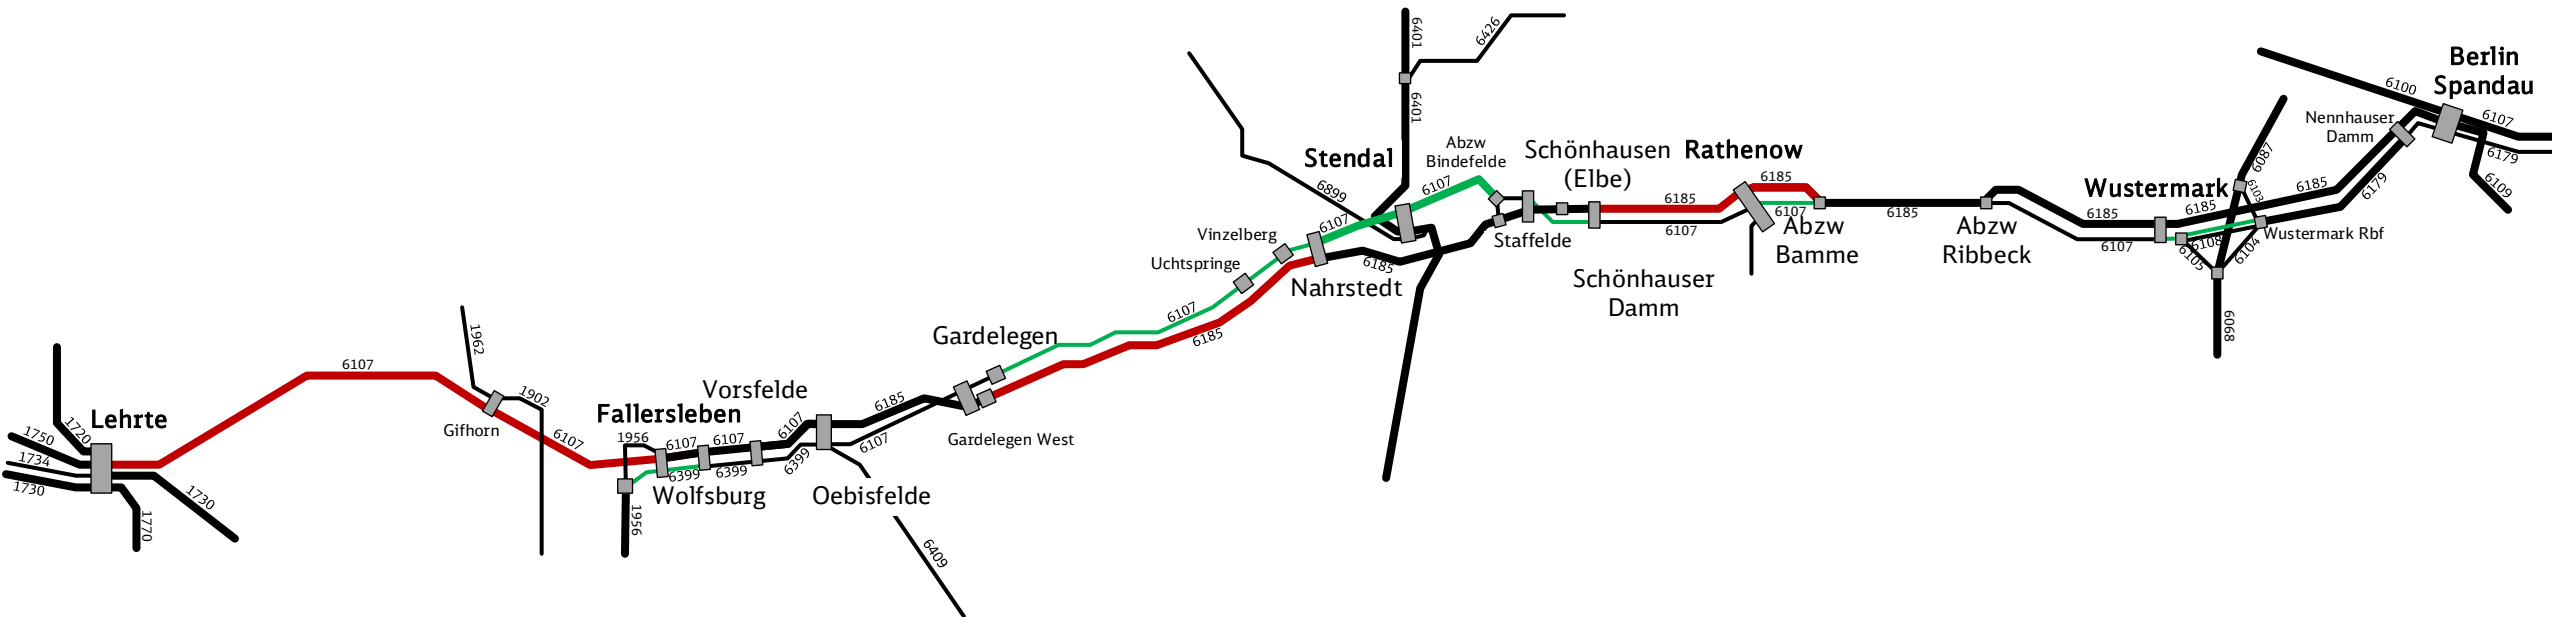 1720
1750
1734
1730
Lehrte
1730
1770
6107
1962
1902
Gifhorn
6107
Fallersleben
1956
6107
6107
6399
6399
Wolfsburg
1956
Vorsfelde
6107
6399
6185
6107
Oebisfelde
6409
Gardelegen
Gardelegen West
6107
6185
Uchtspringe
Vinzelberg
6107
Nahrstedt
6185
6899
Stendal
6401
6401
6426
6107
Abzw
Bindefelde
Staffelde
Schönhausen
(Elbe)
Schönhauser
Damm
6185
6107
Rathenow
6185
6107
Abzw
Bamme
6185
Abzw
Ribbeck
6185
6107
Wustermark
6185
6108
6105
6104
6103
6087
6068
Wustermark Rbf
6185
6179
Nennhauser
Damm
6100
Berlin
Spandau
6107
6179
6109